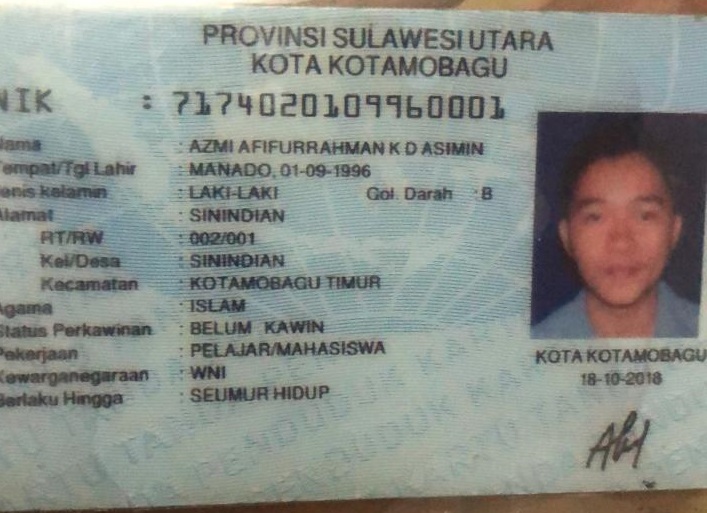 PROVINSI SULAWESI UTARA
KOTA KOTAMOBAGU
NIK : 7174020109960001
Nama : AZMI AFIFURRAHMAN K D ASIMIN
Tempat/Tgl Lahir : MANADO, 01-09-1996
Jenis kelamin : LAKI-LAKI Gol. Darah : B
Alamat : SININDIAN
RT/RW : 002/001
Kel/Desa : SININDIAN
Kecamatan : KOTAMOBAGU TIMUR
Agama : ISLAM
Status Perkawinan : BELUM KAWIN
Pekerjaan : PELAJAR/MAHASISWA
Kewarganegaraan : WNI
Berlaku Hingga : SEUMUR HIDUP
KOTA KOTAMOBAGU
18-10-2018